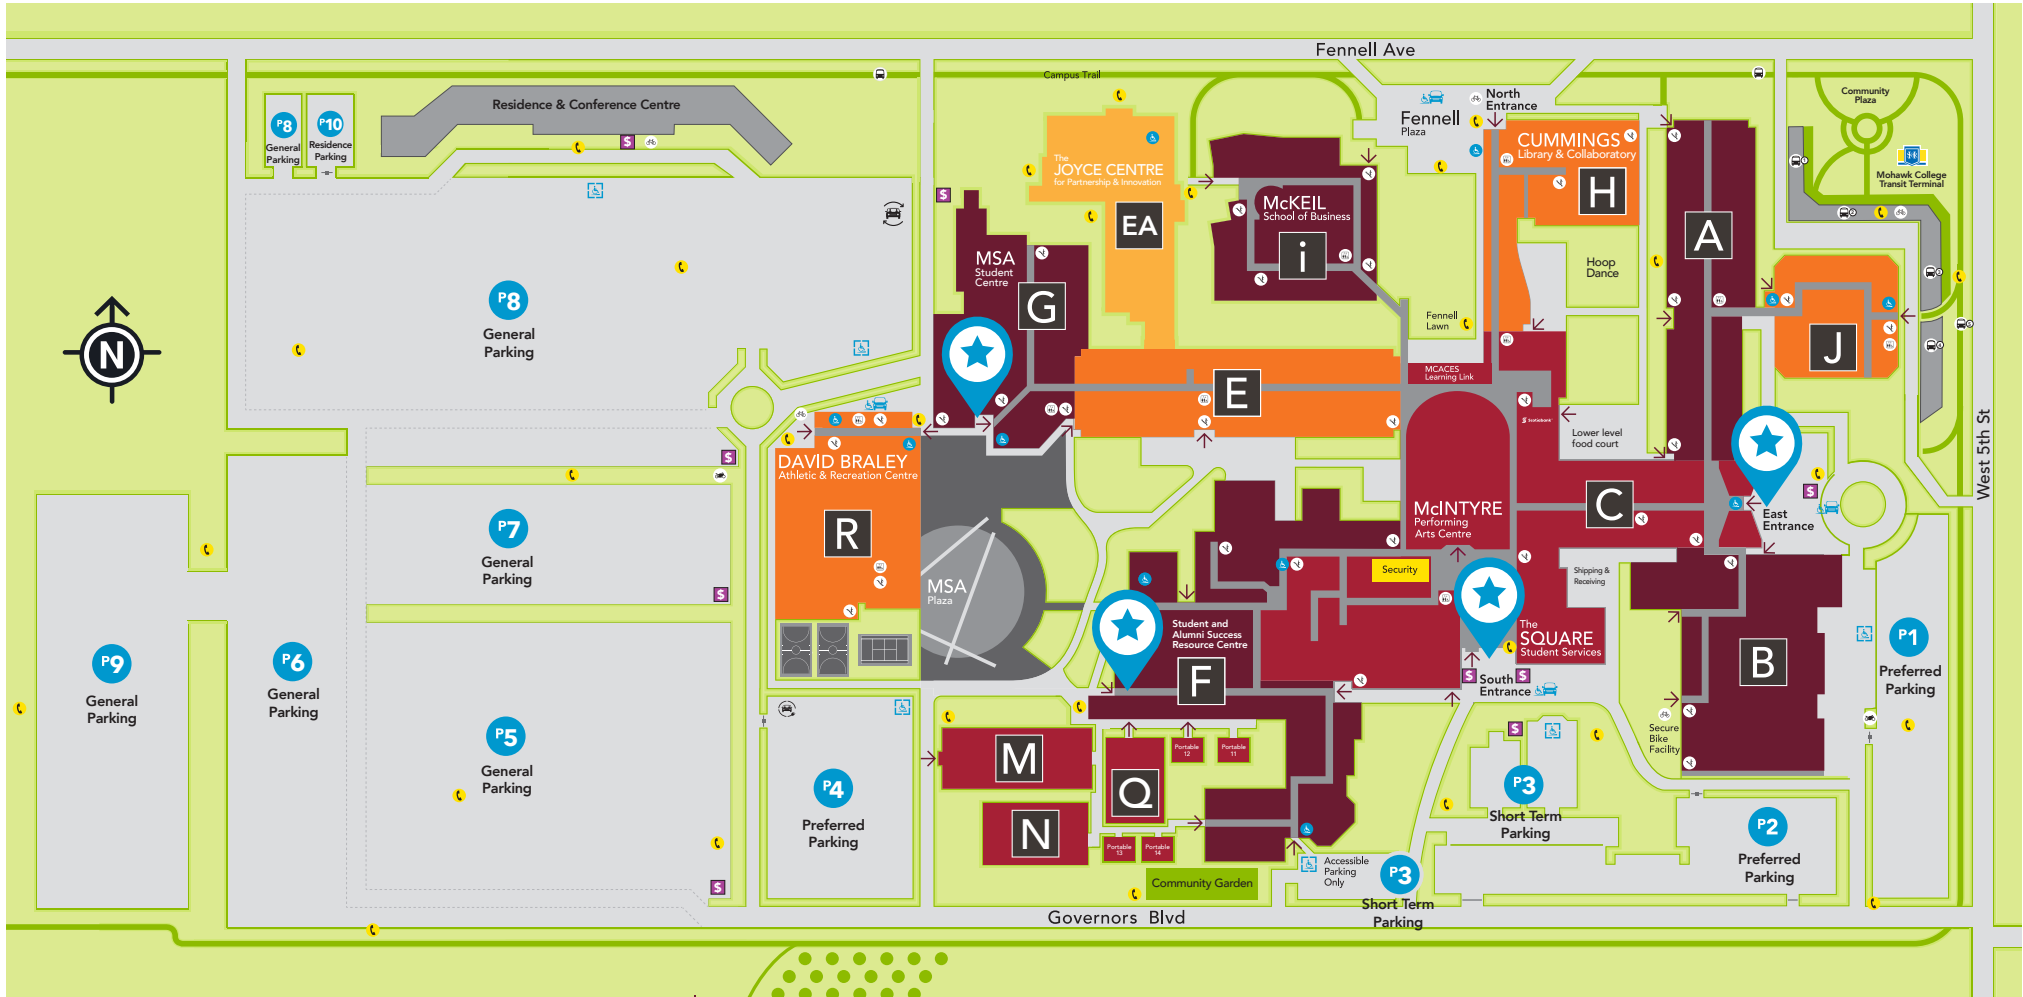 Fennell Ave
Campus Trail
Residence & Conference Centre
P8
General
Parking
P10
Residence
Parking
North
Entrance
Fennell
Plaza
CUMMINGS
Library & Collaboratory
H
Community
Plaza
Mohawk College
Transit Terminal
The
JOYCE CENTRE
for Partnership & Innovation
EA
McKEIL
School of Business
i
A
Hoop
Dance
MSA
Student
Centre
G
P8
General
Parking
N
Fennell
Lawn
J
MCACES
Learning Link
E
Scotiabank
Lower level
food court
West 5th St
DAVID BRALEY
Athletic & Recreation Centre
R
P7
General
Parking
McINTYRE
Performing
Arts Centre
C
East
Entrance
MSA
Plaza
Security
Shipping &
Receiving
Student and
Alumni Success
Resource Centre
F
The
SQUARE
Student Services
South
Entrance
B
P1
Preferred
Parking
P9
General
Parking
P6
General
Parking
P5
General
Parking
P4
Preferred
Parking
M
N
Q
Portable
12
Portable
11
Portable
13
Portable
14
Secure
Bike
Facility
P3
Short Term
Parking
P2
Preferred
Parking
Accessible
Parking
Only
P3
Short Term
Parking
Community Garden
Governors Blvd